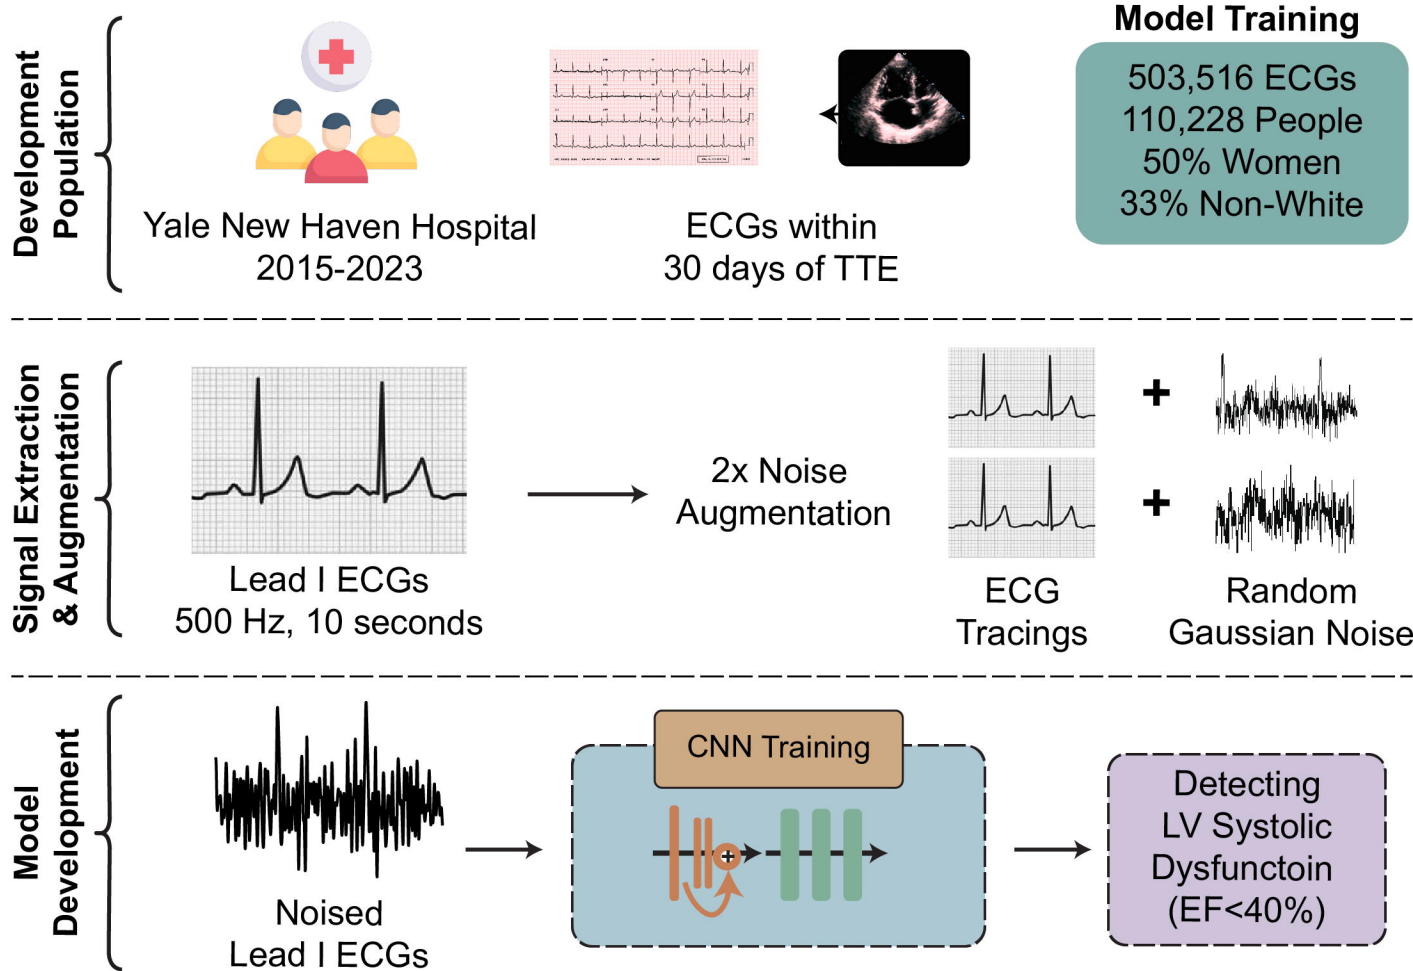 Development
Population
Yale New Haven Hospital
2015-2023
ECGs within
30 days of TTE
Model Training
503,516 ECGs
110,228 People
50% Women
33% Non-White
Signal Extraction
& Augmentation
Lead I ECGs
500 Hz, 10 seconds
2x Noise
Augmentation
+
+
ECG
Tracings
Random
Gaussian Noise
Model
Development
Noised
Lead I ECGs
CNN Training
+
Detecting
LV Systolic
Dysfunctoin
(EF<40%)